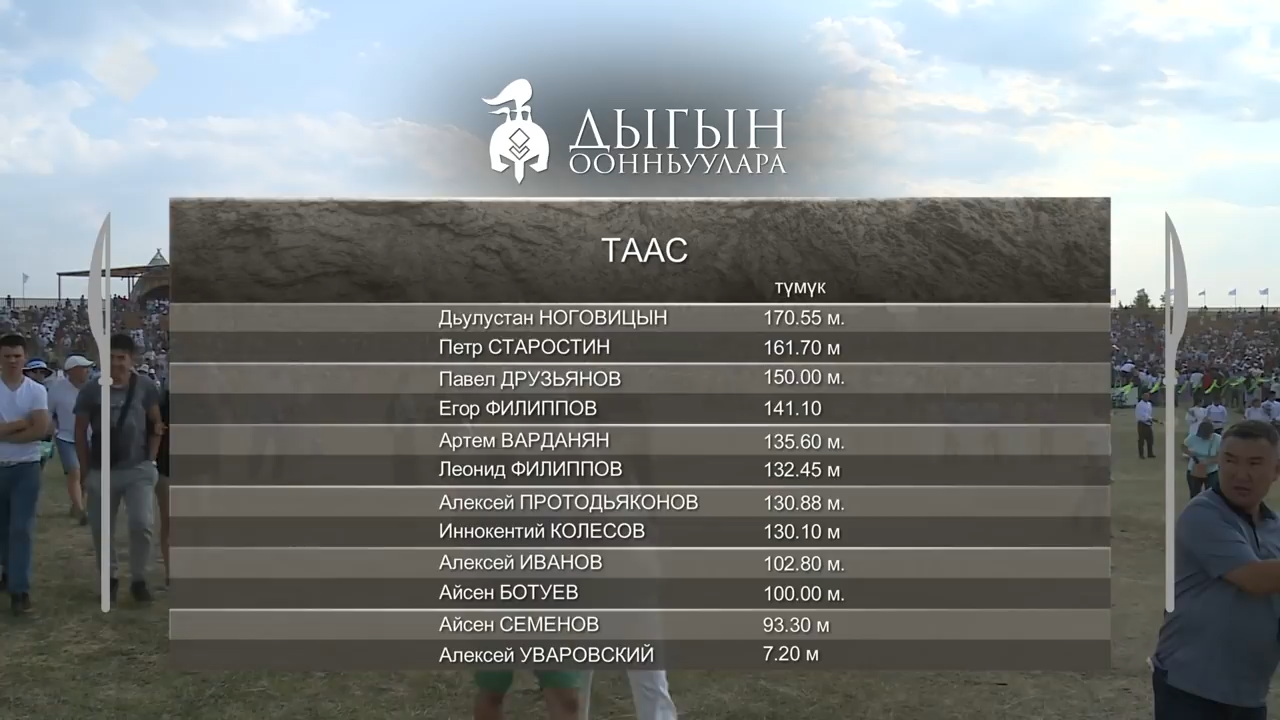 ДЫГЫН
ООННЬУУЛАРА
ТААС
түмүк
Дьулустан НОГОВИЦЫН 170.55 м.
Петр СТАРОСТИН 161.70 м
Павел ДРУЗЬЯНОВ 150.00 м.
Егор ФИЛИППОВ 141.10
Артем ВАРДАНЯН 135.60 м.
Леонид ФИЛИППОВ 132.45 м
Алексей ПРОТОДЬЯКОНОВ 130.88 м.
Иннокентий КОЛЕСОВ 130.10 м
Алексей ИВАНОВ 102.80 м.
Айсен БОТУЕВ 100.00 м.
Айсен СЕМЕНОВ 93.30 м
Алексей УВАРОВСКИЙ 7.20 м